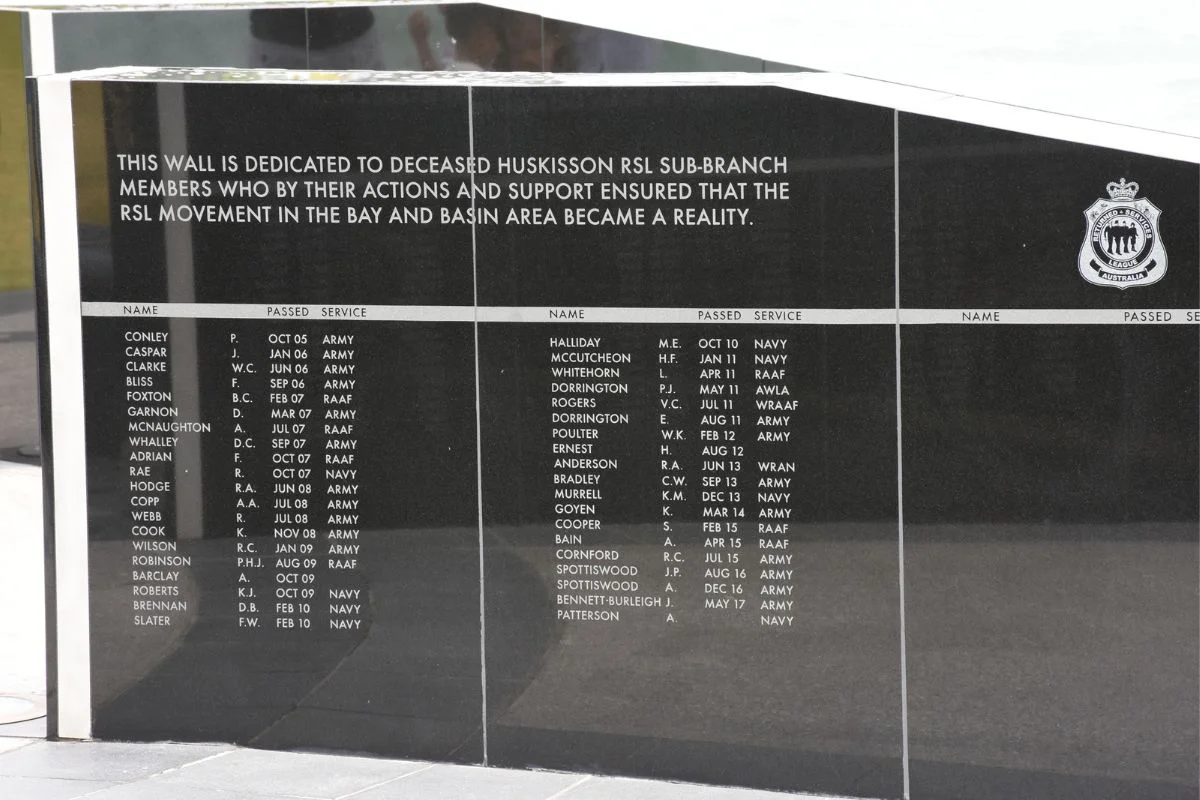 THIS WALL IS DEDICATED TO DECEASED HUSKISSON RSL SUB-BRANCH
MEMBERS WHO BY THEIR ACTIONS AND SUPPORT ENSURED THAT THE
RSL MOVEMENT IN THE BAY AND BASIN AREA BECAME A REALITY.
RETURNED & SERVICES
LEAGUE
AUSTRALIA
NAME PASSED SERVICE
CONLEY P. OCT 05 ARMY
CASPAR J. JAN 06 ARMY
CLARKE W.C. JUN 06 ARMY
BLISS F. SEP 06 ARMY
FOXTON B.C. FEB 07 RAAF
GARNON D. MAR 07 ARMY
MCNAUGHTON A. JUL 07 RAAF
WHALLEY D.C. SEP 07 ARMY
ADRIAN F. OCT 07 RAAF
RAE R. OCT 07 NAVY
HODGE R.A. JUN 08 ARMY
COPP A.A. JUL 08 ARMY
WEBB R. JUL 08 ARMY
COOK K. NOV 08 ARMY
WILSON R.C. JAN 09 ARMY
ROBINSON P.H.J. AUG 09 RAAF
BARCLAY A. OCT 09
ROBERTS K.J. OCT 09 NAVY
BRENNAN D.B. FEB 10 NAVY
SLATER F.W. FEB 10 NAVY
NAME PASSED SERVICE
HALLIDAY M.E. OCT 10 NAVY
MCCUTCHEON H.F. JAN 11 NAVY
WHITEHORN L. APR 11 RAAF
DORRINGTON P.J. MAY 11 AWLA
ROGERS V.C. JUL 11 WRAAF
DORRINGTON E. AUG 11 ARMY
POULTER W.K. FEB 12 ARMY
ERNEST H. AUG 12
ANDERSON R.A. JUN 13 WRAN
BRADLEY C.W. SEP 13 ARMY
MURRELL K.M. DEC 13 NAVY
GOYEN K. MAR 14 ARMY
COOPER S. FEB 15 RAAF
BAIN A. APR 15 RAAF
CORNFORD R.C. JUL 15 ARMY
SPOTTISWOOD J.P. AUG 16 ARMY
SPOTTISWOOD A. DEC 16 ARMY
BENNETT-BURLEIGH J. MAY 17 ARMY
PATTERSON A. NAVY
NAME PASSED SE